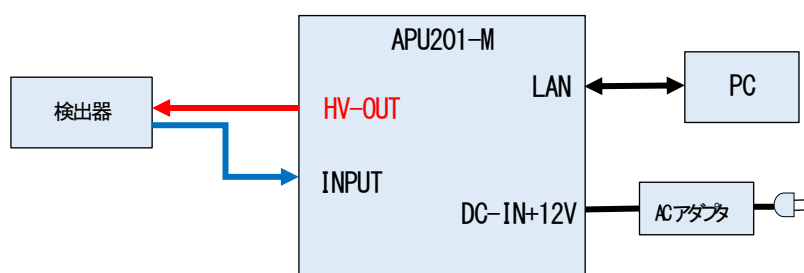 APU201-M
検出器
HV-OUT
LAN
PC
INPUT
DC-IN+12V
ACアダプタ